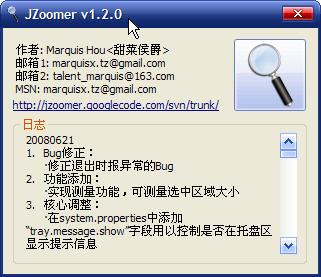 JZoomer v1.2.0
作者: Marquis Hou<甜菜侯爵>
邮箱1: marquisx.tz@gmail.com
邮箱2: talent_marquis@163.com
MSN: marquisx.tz@gmail.com
http://jzoomer.googlecode.com/svn/trunk/
日志
20080621
1. Bug修正：
·修正退出时报异常的Bug
2. 功能添加：
·实现测量功能，可测量选中区域大小
3. 核心调整：
·在system.properties中添加
“tray.message.show”字段用以控制是否在托盘区
显示提示信息